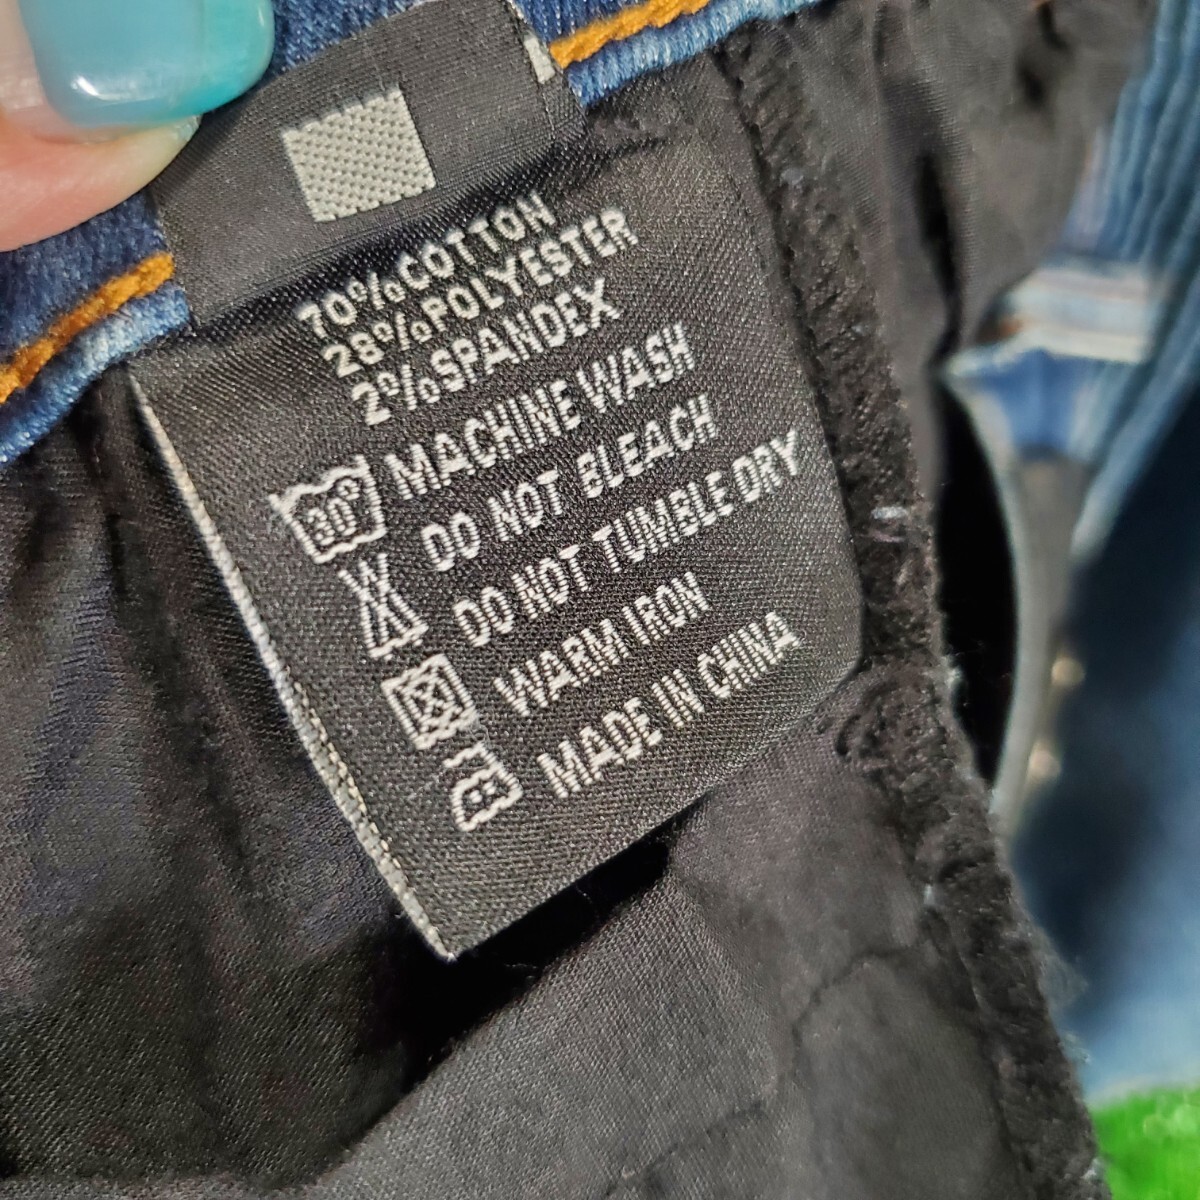 70%COTTON
28%POLYESTER
2%SPANDEX
30° MACHINE WASH
DO NOT BLEACH
DO NOT TUMBLE DRY
WARM IRON
MADE IN CHINA